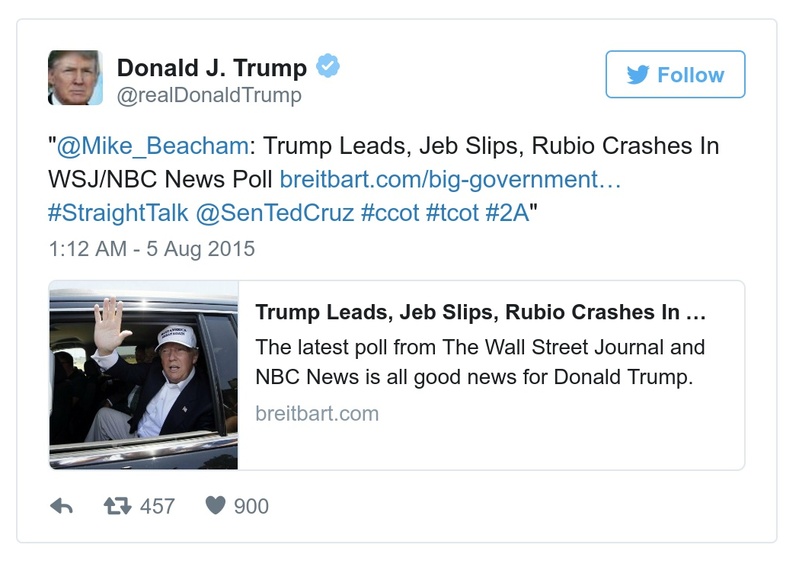 Donald J. Trump
@realDonaldTrump
Follow
"@Mike_Beacham: Trump Leads, Jeb Slips, Rubio Crashes In
WSJ/NBC News Poll breitbart.com/big-government…
#StraightTalk @SenTedCruz #ccot #tcot #2A"
1:12 AM - 5 Aug 2015
Trump Leads, Jeb Slips, Rubio Crashes In …
The latest poll from The Wall Street Journal and
NBC News is all good news for Donald Trump.
breitbart.com
457 900